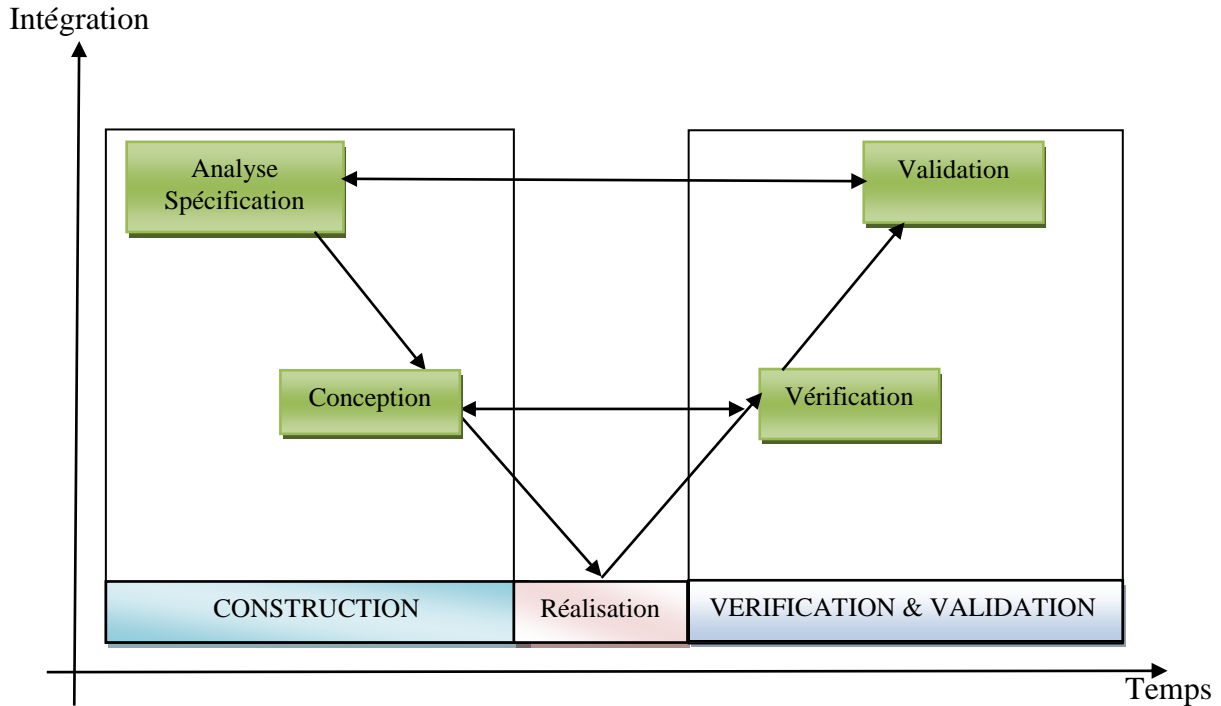 Intégration
Analyse
Spécification
Validation
Conception
Vérification
CONSTRUCTION
Réalisation
VERIFICATION & VALIDATION
Temps